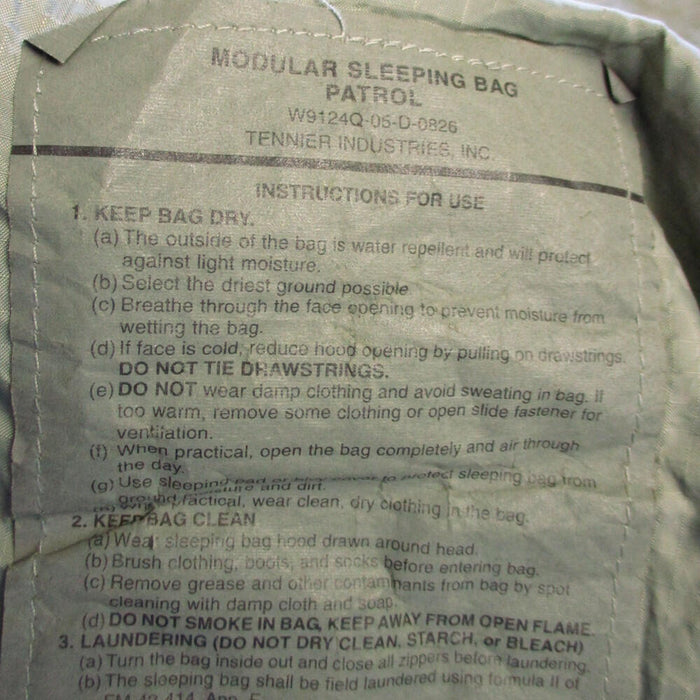 MODULAR SLEEPING BAG
PATROL
W9124Q-05-D-0826
TENNIER INDUSTRIES, INC.
INSTRUCTIONS FOR USE
1. KEEP BAG DRY.
(a) The outside of the bag is water repellent and will protect
against light moisture.
(b) Select the driest ground possible
(c) Breathe through the face opening to prevent moisture from
wetting the bag.
(d) If face is cold, reduce hood opening by pulling on drawstrings.
DO NOT TIE DRAWSTRINGS.
(e) DO NOT wear damp clothing and avoid sweating in bag. If
too warm, remove some clothing or open slide fastener for
ventilation.
(f) When practical, open the bag completely and air through
the day.
(g) Use sleeping to protect sleeping bag from
ground and dirt.
wear clean, dry clothing in the bag.
2. KEEP BAG CLEAN
(a) Wear sleeping bag hood drawn around head.
(b) Brush clothing, boots, and socks before entering bag.
(c) Remove grease and other contaminants from bag by spot
cleaning with damp cloth and soap.
(d) DO NOT SMOKE IN BAG, KEEP AWAY FROM OPEN FLAME.
3. LAUNDERING (DO NOT DRY CLEAN, STARCH, or BLEACH)
(a) Turn the bag inside out and close all zippers before laundering.
(b) The sleeping bag shall be field laundered using formula II of